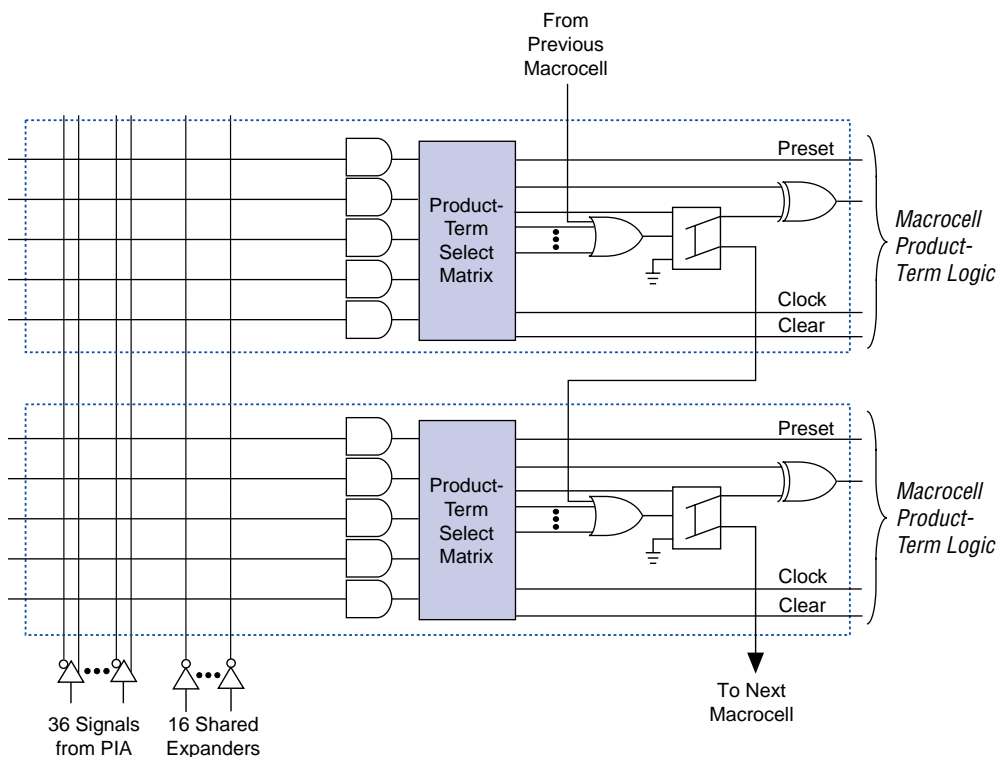 From
Previous
Macrocell
Preset
Product-
Term
Select
Matrix
Macrocell
Product-
Term Logic
Clock
Clear
Preset
Product-
Term
Select
Matrix
Macrocell
Product-
Term Logic
Clock
Clear
36 Signals
from PIA
16 Shared
Expanders
To Next
Macrocell